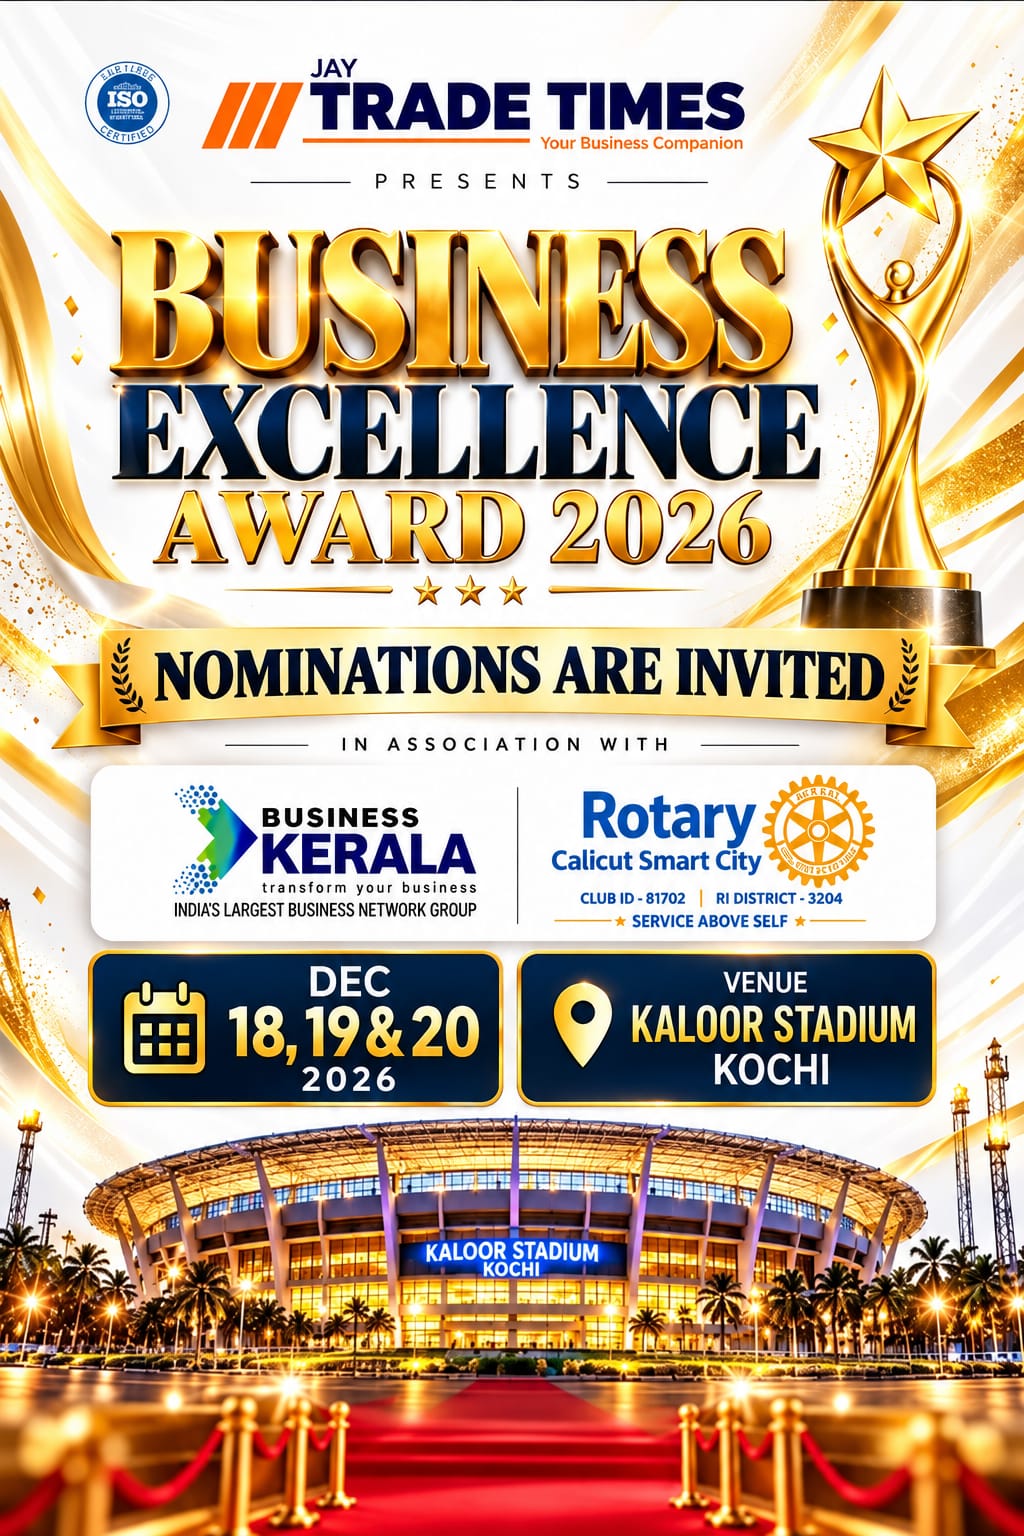 ISO
CERTIFIED
JAY
TRADE TIMES
Your Business Companion
PRESENTS
BUSINESS
EXCELLENCE
AWARD 2026
NOMINATIONS ARE INVITED
IN ASSOCIATION WITH
BUSINESS
KERALA
transform your business
INDIA'S LARGEST BUSINESS NETWORK GROUP
Rotary
Calicut Smart City
CLUB ID - 81702 | RI DISTRICT - 3204
SERVICE ABOVE SELF
DEC
18, 19 & 20
2026
VENUE
KALOOR STADIUM
KOCHI
KALOOR STADIUM
KOCHI